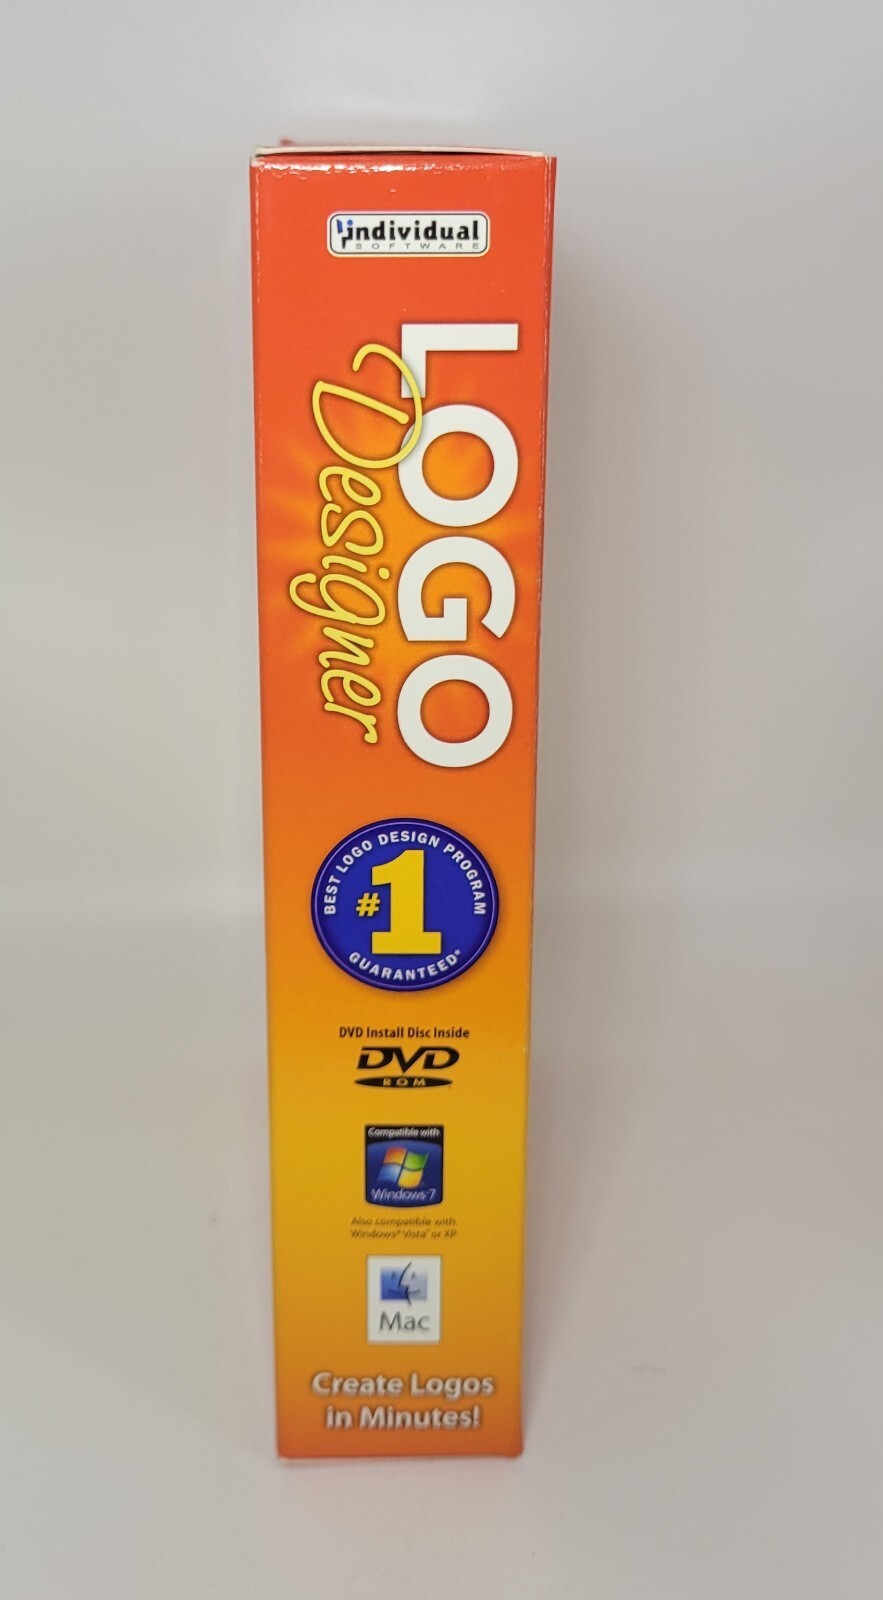 individual
SOFTWARE
LOGO
Designer
BEST LOGO DESIGN PROGRAM
#1
GUARANTEED*
DVD Install Disc Inside
DVD
ROM
Compatible with
Windows 7
Also compatible with
Windows® Vista™ or XP
Mac
Create Logos
in Minutes!